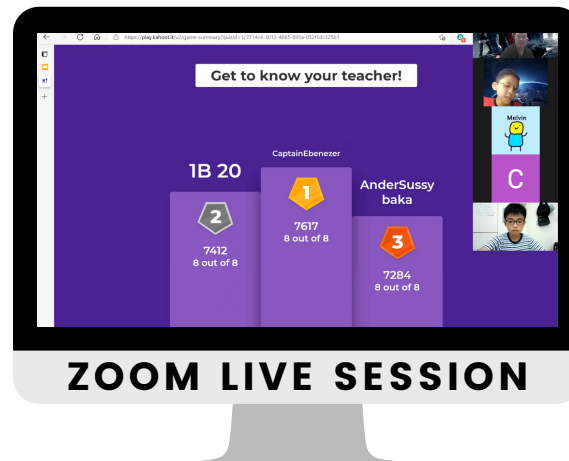 https://play.kahoot.it/v2/game-summary?quizId=1c7714c4-3012-4665-895a-052f1dc325b1
Get to know your teacher!
Melvin
C
CaptainEbenezer
1B 20
AnderSussy
baka
1
7617
8 out of 8
2
7412
8 out of 8
3
7284
8 out of 8
ZOOM LIVE SESSION